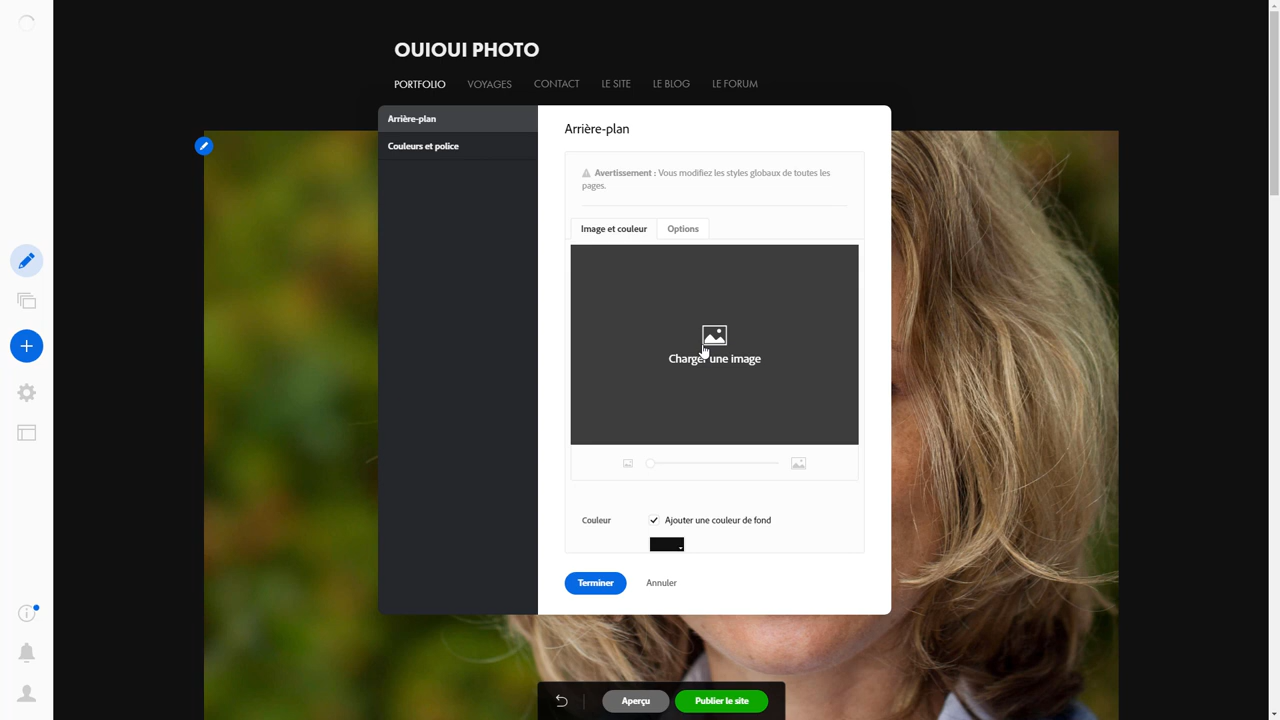 OUIOUI PHOTO
PORTFOLIO VOYAGES CONTACT LE SITE LE BLOG LE FORUM
Arrière-plan
Couleurs et police
Arrière-plan
Avertissement : Vous modifiez les styles globaux de toutes les
pages.
Image et couleur Options
Charger une image
Couleur Ajouter une couleur de fond
Terminer Annuler
Aperçu Publier le site